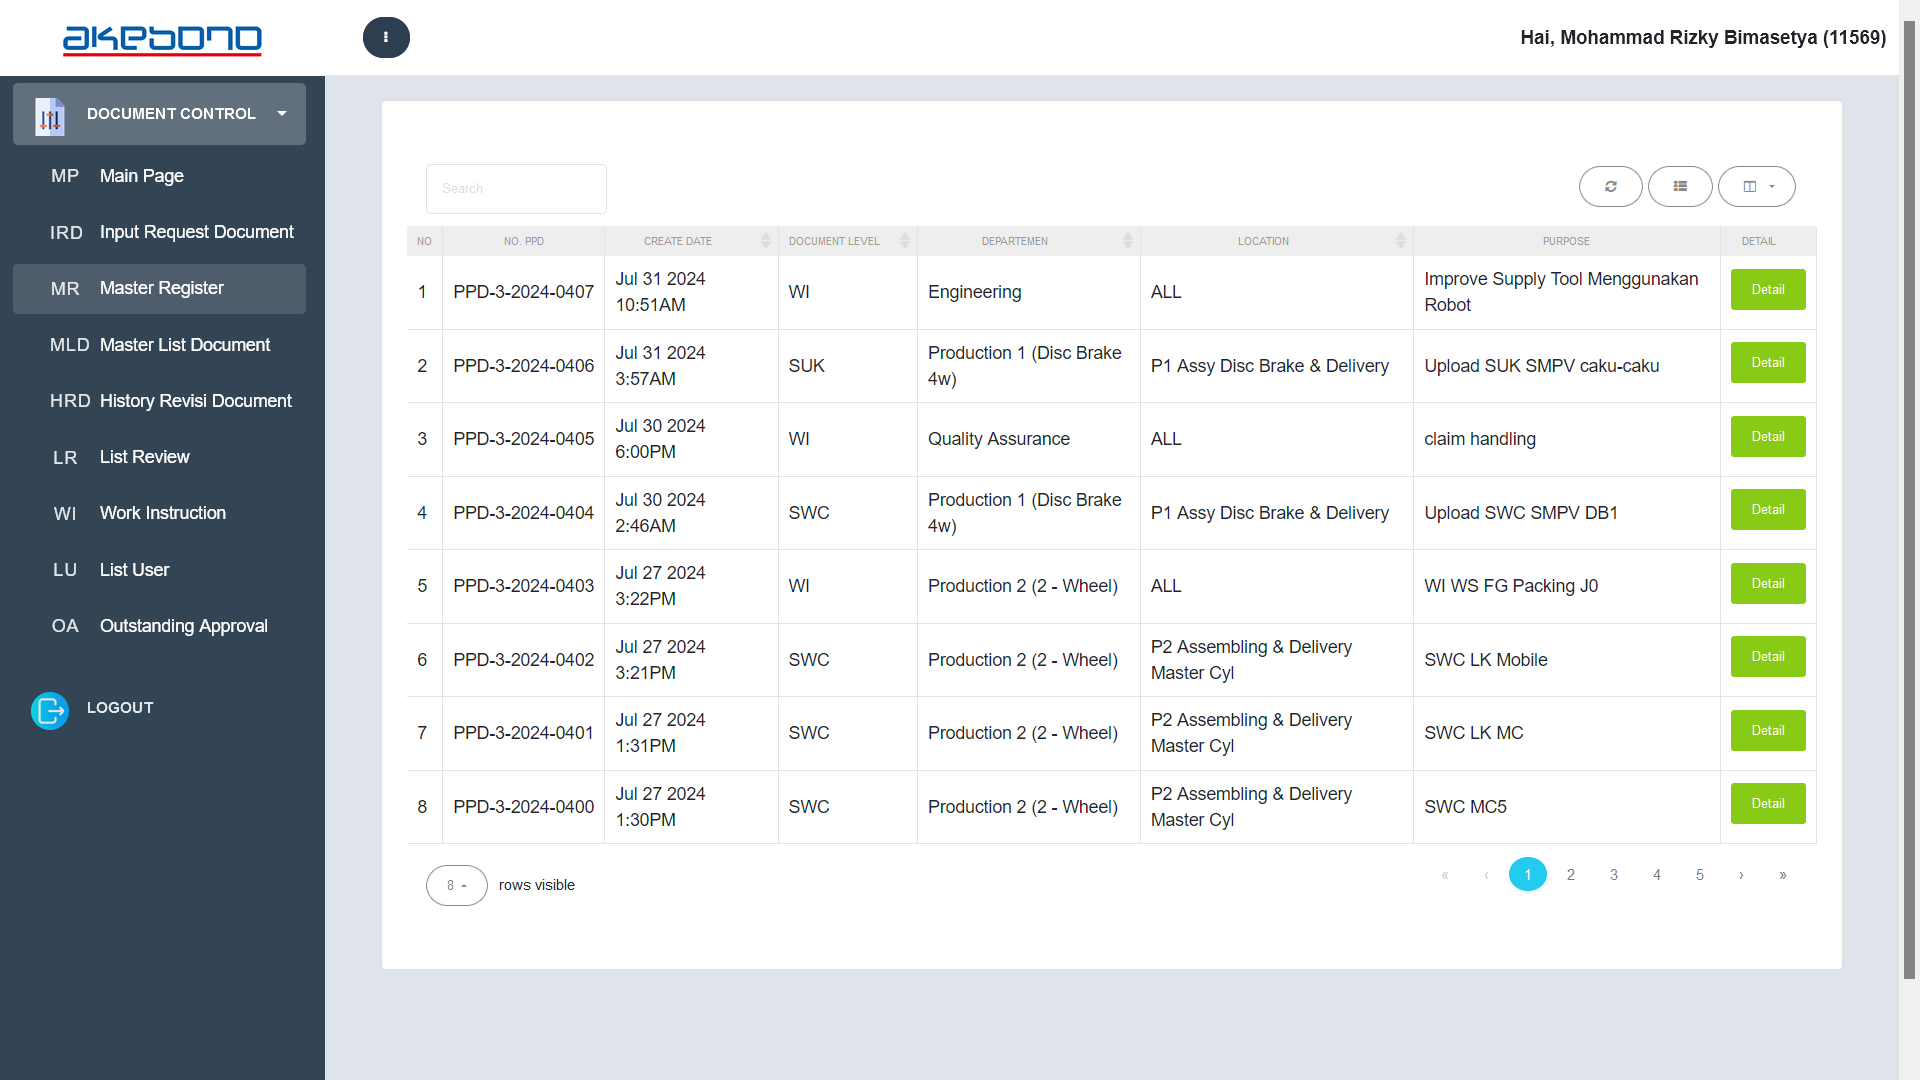 akebono
Hai, Mohammad Rizky Bimasetya (11569)
DOCUMENT CONTROL
MP Main Page
IRD Input Request Document
MR Master Register
MLD Master List Document
HRD History Revisi Document
LR List Review
WI Work Instruction
LU List User
OA Outstanding Approval
LOGOUT
Search
NO NO. PPD CREATE DATE DOCUMENT LEVEL DEPARTEMEN LOCATION PURPOSE DETAIL
1 PPD-3-2024-0407 Jul 31 2024 10:51AM WI Engineering ALL Improve Supply Tool Menggunakan Robot Detail
2 PPD-3-2024-0406 Jul 31 2024 3:57AM SUK Production 1 (Disc Brake 4w) P1 Assy Disc Brake & Delivery Upload SUK SMPV caku-caku Detail
3 PPD-3-2024-0405 Jul 30 2024 6:00PM WI Quality Assurance ALL claim handling Detail
4 PPD-3-2024-0404 Jul 30 2024 2:46AM SWC Production 1 (Disc Brake 4w) P1 Assy Disc Brake & Delivery Upload SWC SMPV DB1 Detail
5 PPD-3-2024-0403 Jul 27 2024 3:22PM WI Production 2 (2 - Wheel) ALL WI WS FG Packing J0 Detail
6 PPD-3-2024-0402 Jul 27 2024 3:21PM SWC Production 2 (2 - Wheel) P2 Assembling & Delivery Master Cyl SWC LK Mobile Detail
7 PPD-3-2024-0401 Jul 27 2024 1:31PM SWC Production 2 (2 - Wheel) P2 Assembling & Delivery Master Cyl SWC LK MC Detail
8 PPD-3-2024-0400 Jul 27 2024 1:30PM SWC Production 2 (2 - Wheel) P2 Assembling & Delivery Master Cyl SWC MC5 Detail
8 rows visible
« ‹ 1 2 3 4 5 › »